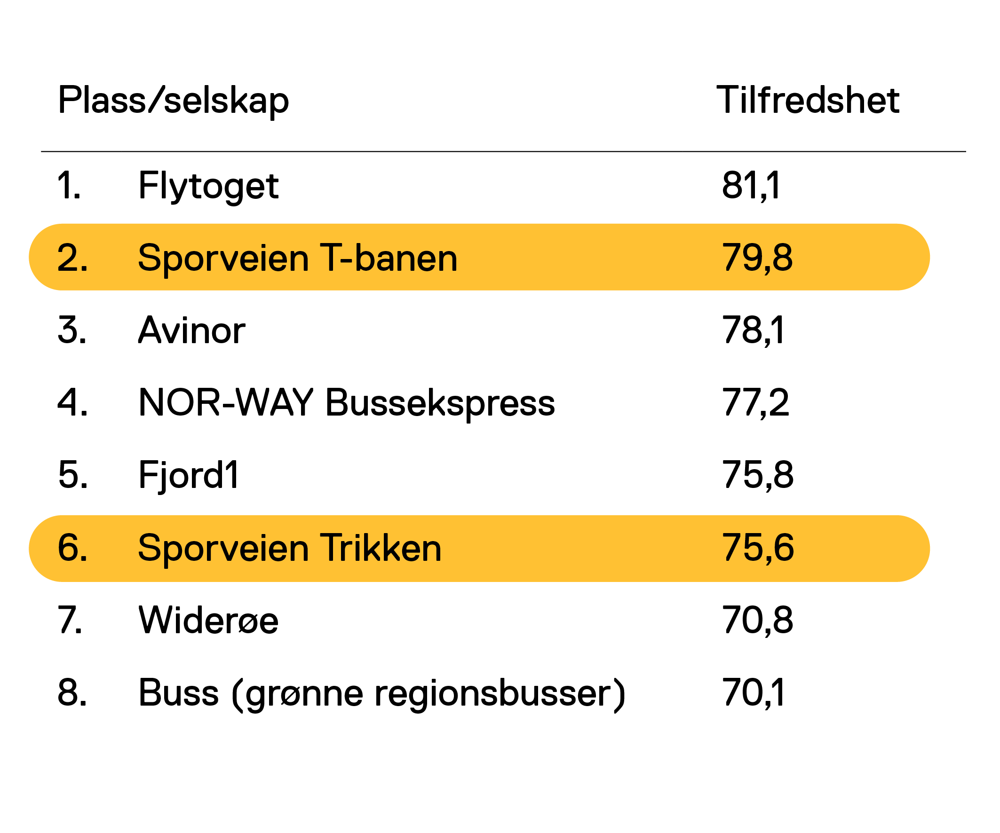 Plass/selskap Tilfredshet
1. Flytoget 81,1
2. Sporveien T-banen 79,8
3. Avinor 78,1
4. NOR-WAY Bussekspress 77,2
5. Fjord1 75,8
6. Sporveien Trikken 75,6
7. Widerøe 70,8
8. Buss (grønne regionsbusser) 70,1